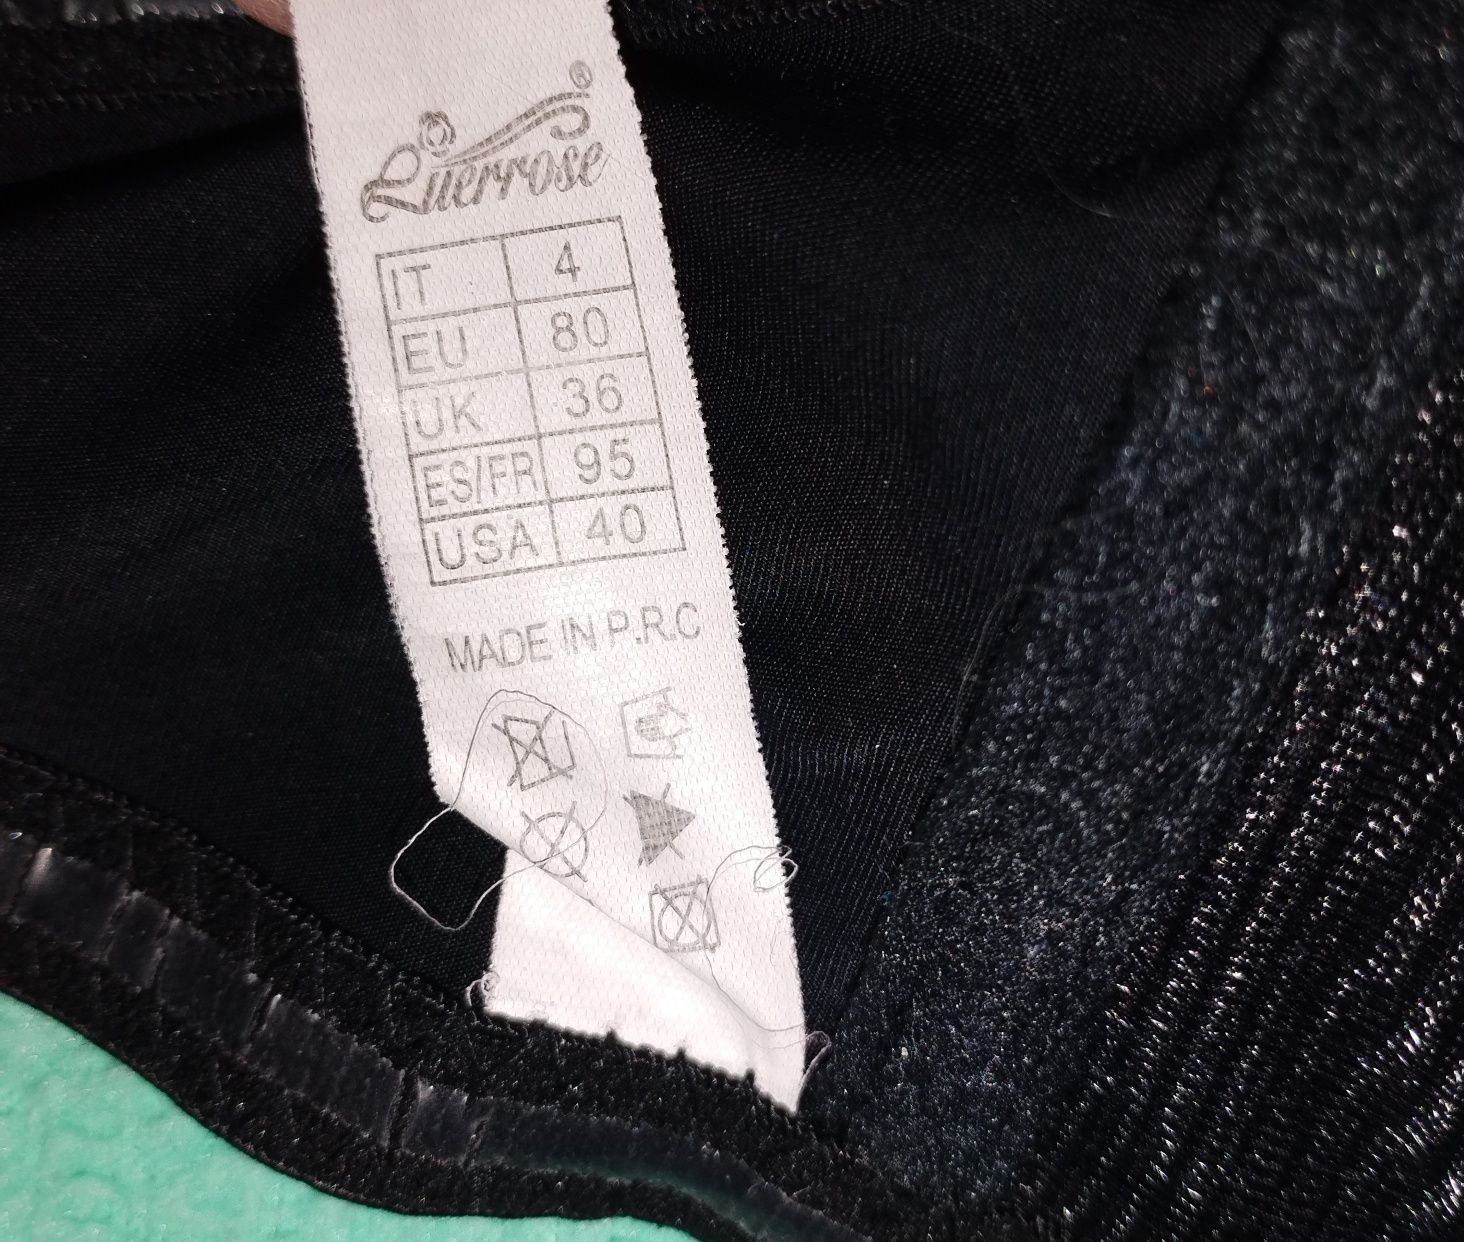 Luerrose®
IT 4
EU 80
UK 36
ES/FR 95
USA 40
MADE IN P.R.C